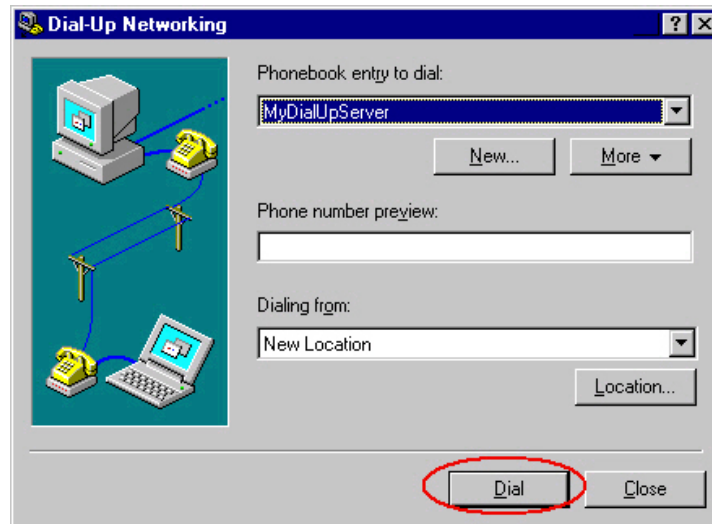 Dial-Up Networking
Phonebook entry to dial:
MyDialUpServer
New...
More
Phone number preview:
Dialing from:
New Location
Location...
Dial
Close